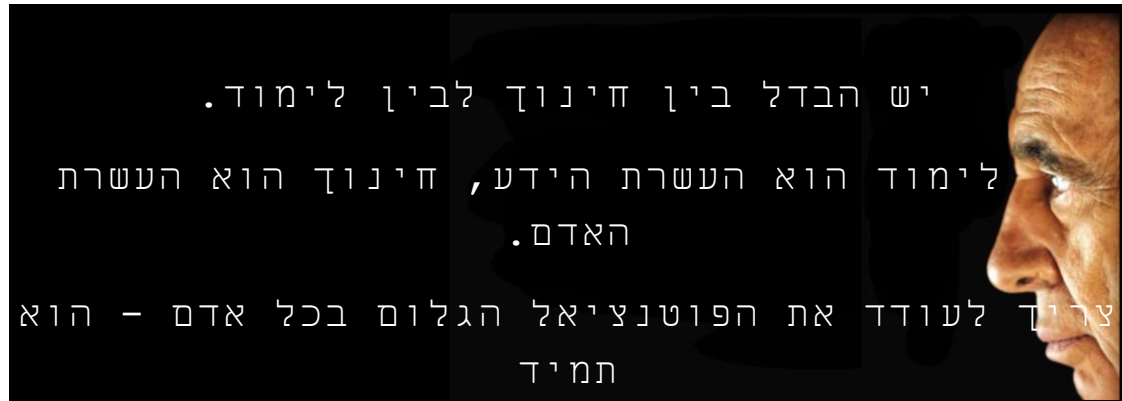 יש הבדל בין חינוך לבין לימוד.
לימוד הוא העשרת הידע, חינוך הוא העשרת
האדם.
צריך לעודד את הפוטנציאל הגלום בכל אדם – הוא
תמיד